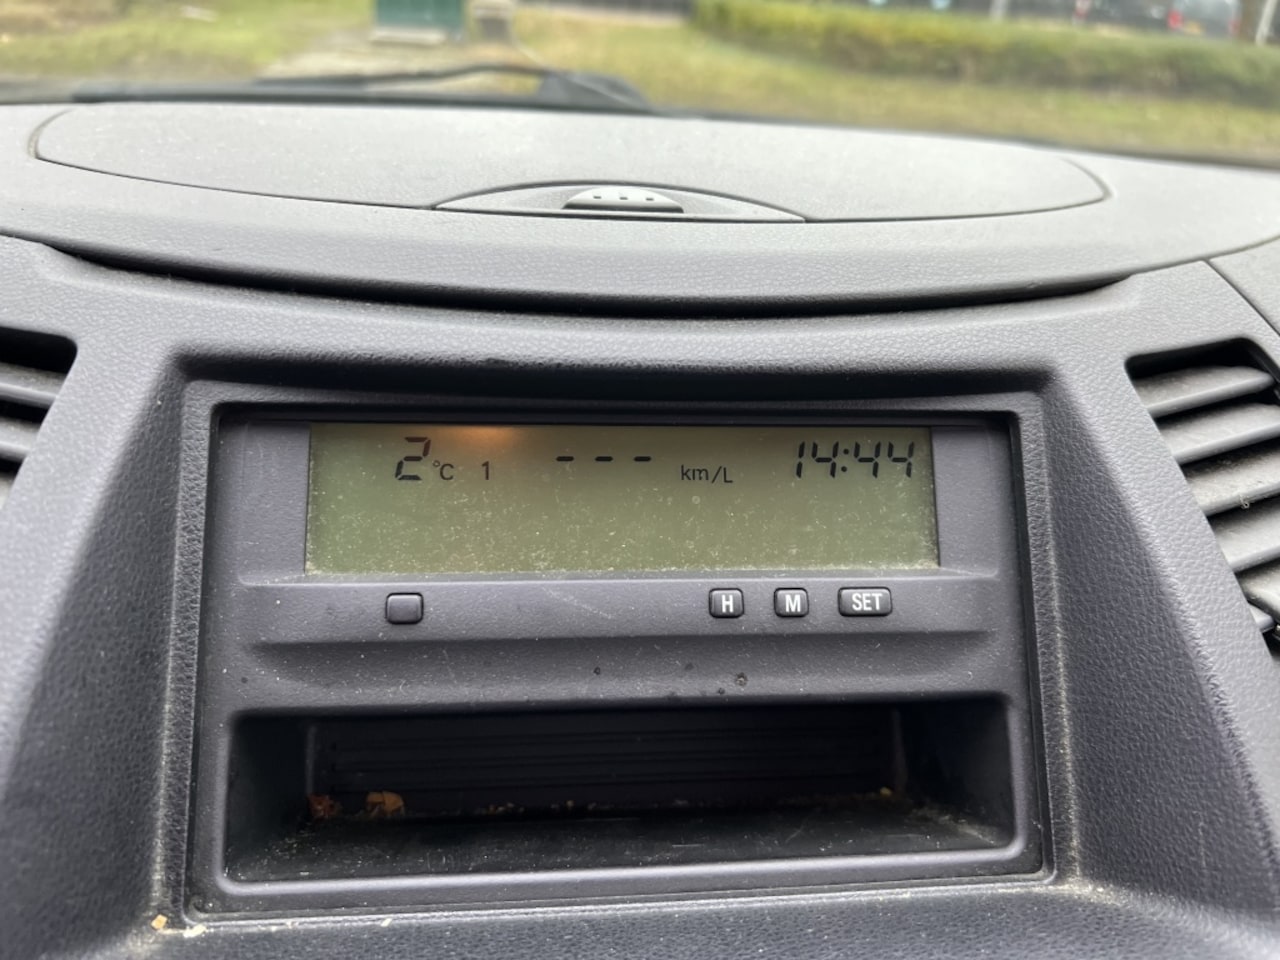 2°C 1 --- km/L 14:44
H M SET